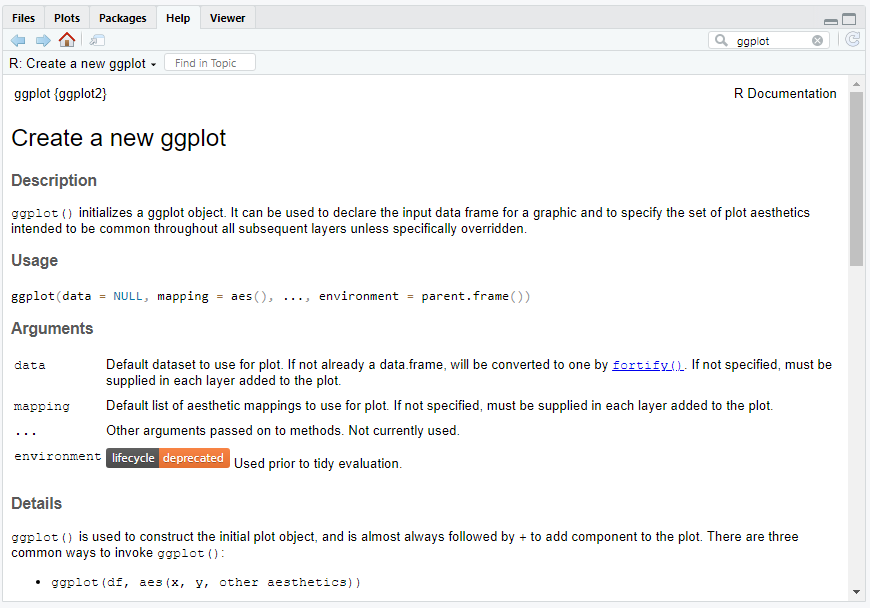 Files Plots Packages Help Viewer
ggplot
R: Create a new ggplot Find in Topic
ggplot {ggplot2} R Documentation
Create a new ggplot
Description
ggplot() initializes a ggplot object. It can be used to declare the input data frame for a graphic and to specify the set of plot aesthetics
intended to be common throughout all subsequent layers unless specifically overridden.
Usage
ggplot(data = NULL, mapping = aes(), ..., environment = parent.frame())
Arguments
data Default dataset to use for plot. If not already a data.frame, will be converted to one by fortify(). If not specified, must be
supplied in each layer added to the plot.
mapping Default list of aesthetic mappings to use for plot. If not specified, must be supplied in each layer added to the plot.
... Other arguments passed on to methods. Not currently used.
environment lifecycle deprecated Used prior to tidy evaluation.
Details
ggplot() is used to construct the initial plot object, and is almost always followed by + to add component to the plot. There are three
common ways to invoke ggplot():
• ggplot(df, aes(x, y, other aesthetics))